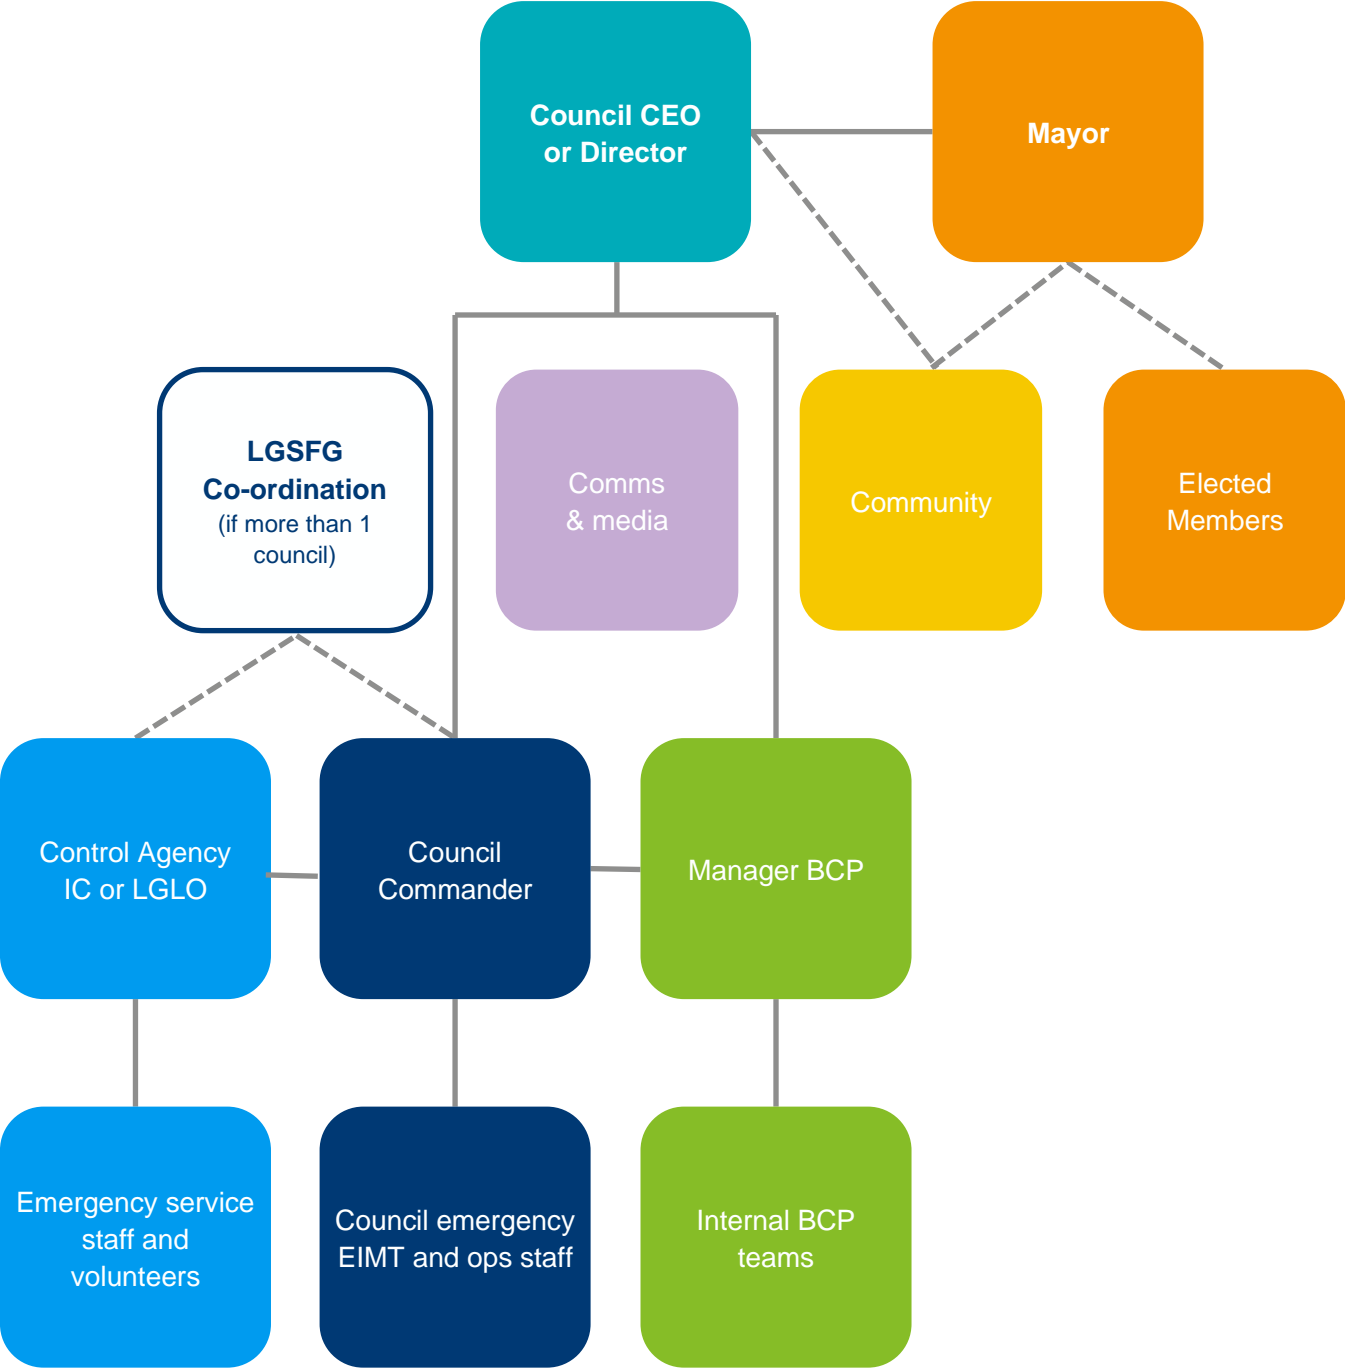 Council CEO
or Director
Mayor
LGSFG
Co-ordination
(if more than 1
council)
Comms
& media
Community
Elected
Members
Control Agency
IC or LGLO
Council
Commander
Manager BCP
Emergency service
staff and
volunteers
Council emergency
EIMT and ops staff
Internal BCP
teams